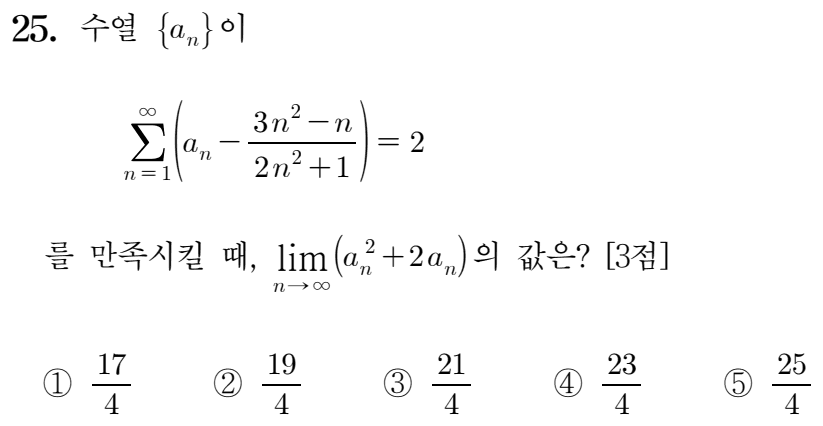 25. 수열 {aₙ}이
∑_{n=1}^{∞} (aₙ − (3n² − n)/(2n² + 1)) = 2
를 만족시킬 때, lim_{n→∞} (aₙ² + 2aₙ)의 값은? [3점]
① 17/4 ② 19/4 ③ 21/4 ④ 23/4 ⑤ 25/4